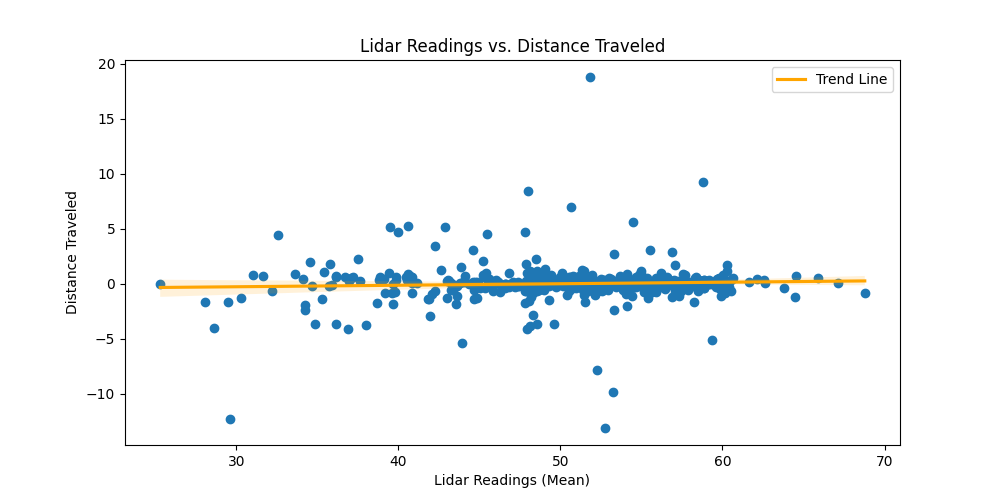 Lidar Readings vs. Distance Traveled
Trend Line
20
15
10
5
0
−5
−10
Distance Traveled
30 40 50 60 70
Lidar Readings (Mean)